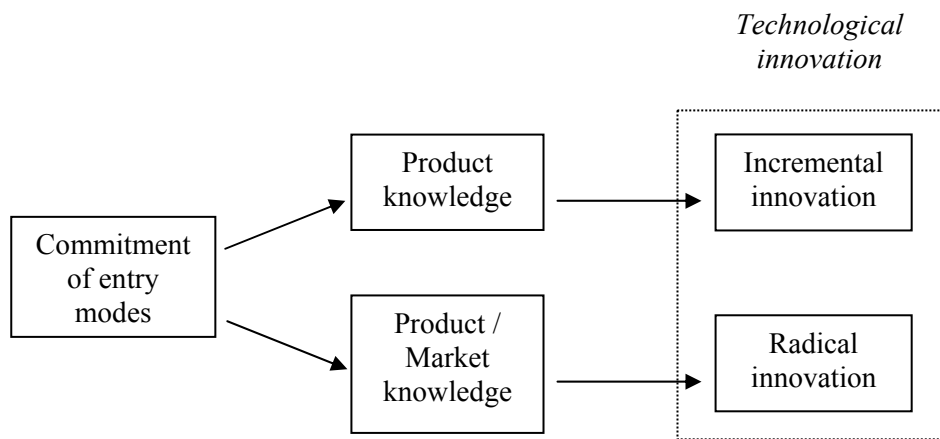 Technological
innovation
Product
knowledge
Incremental
innovation
Commitment
of entry
modes
Product /
Market
knowledge
Radical
innovation